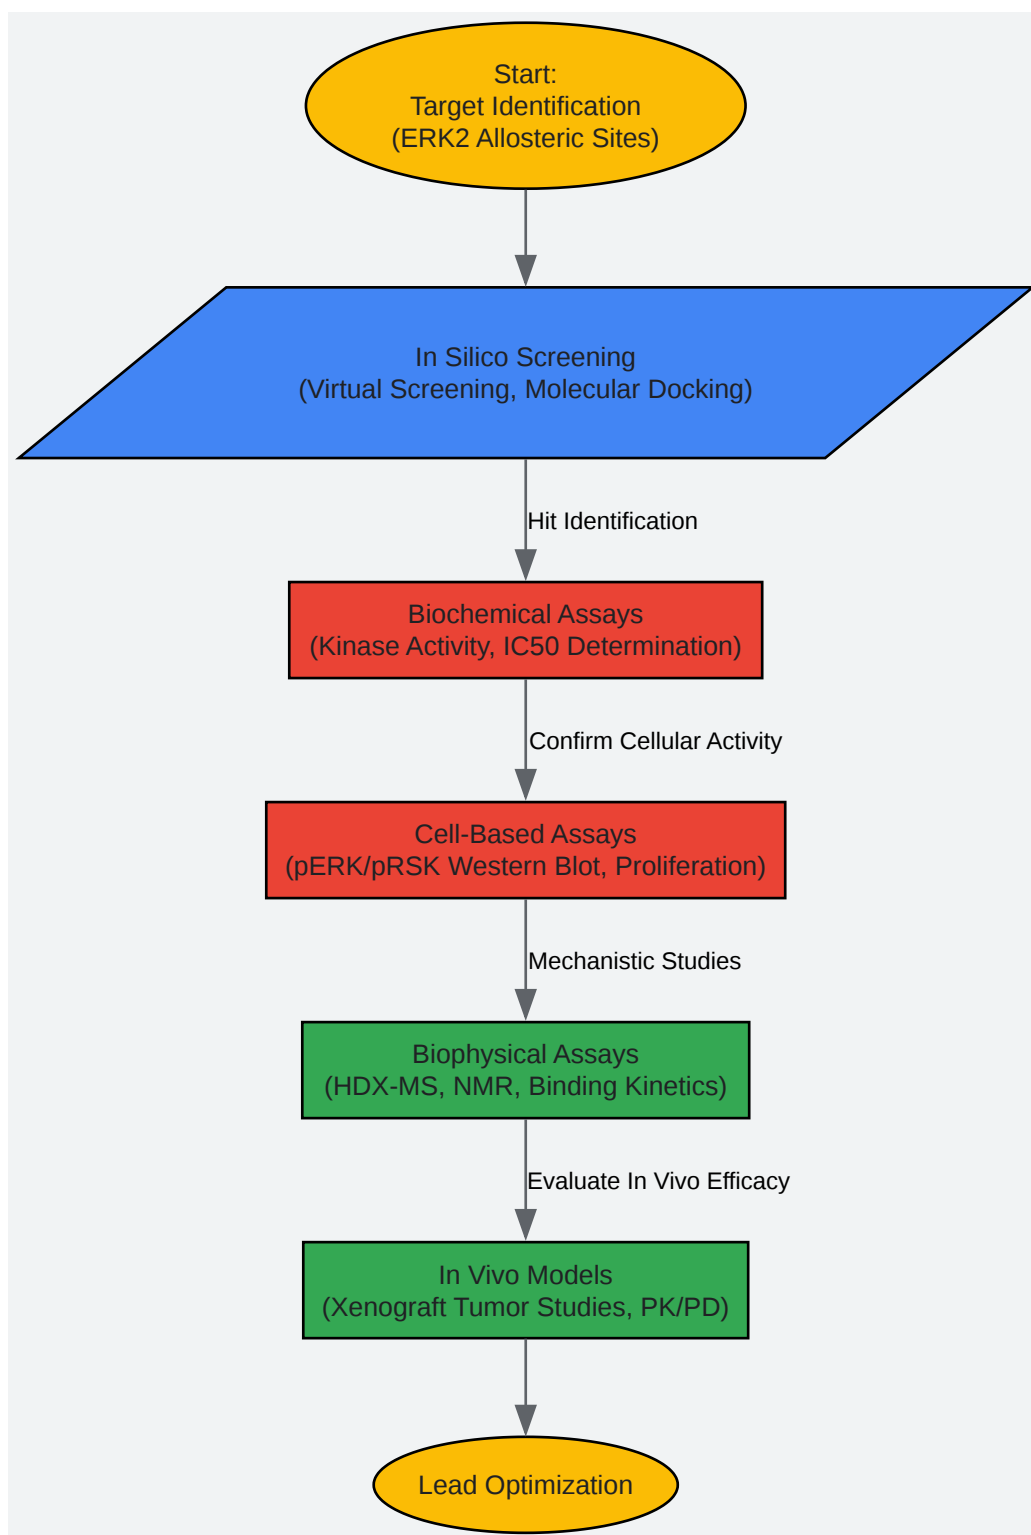 Start:
Target Identification
(ERK2 Allosteric Sites)
In Silico Screening
(Virtual Screening, Molecular Docking)
Hit Identification
Biochemical Assays
(Kinase Activity, IC50 Determination)
Confirm Cellular Activity
Cell-Based Assays
(pERK/pRSK Western Blot, Proliferation)
Mechanistic Studies
Biophysical Assays
(HDX-MS, NMR, Binding Kinetics)
Evaluate In Vivo Efficacy
In Vivo Models
(Xenograft Tumor Studies, PK/PD)
Lead Optimization